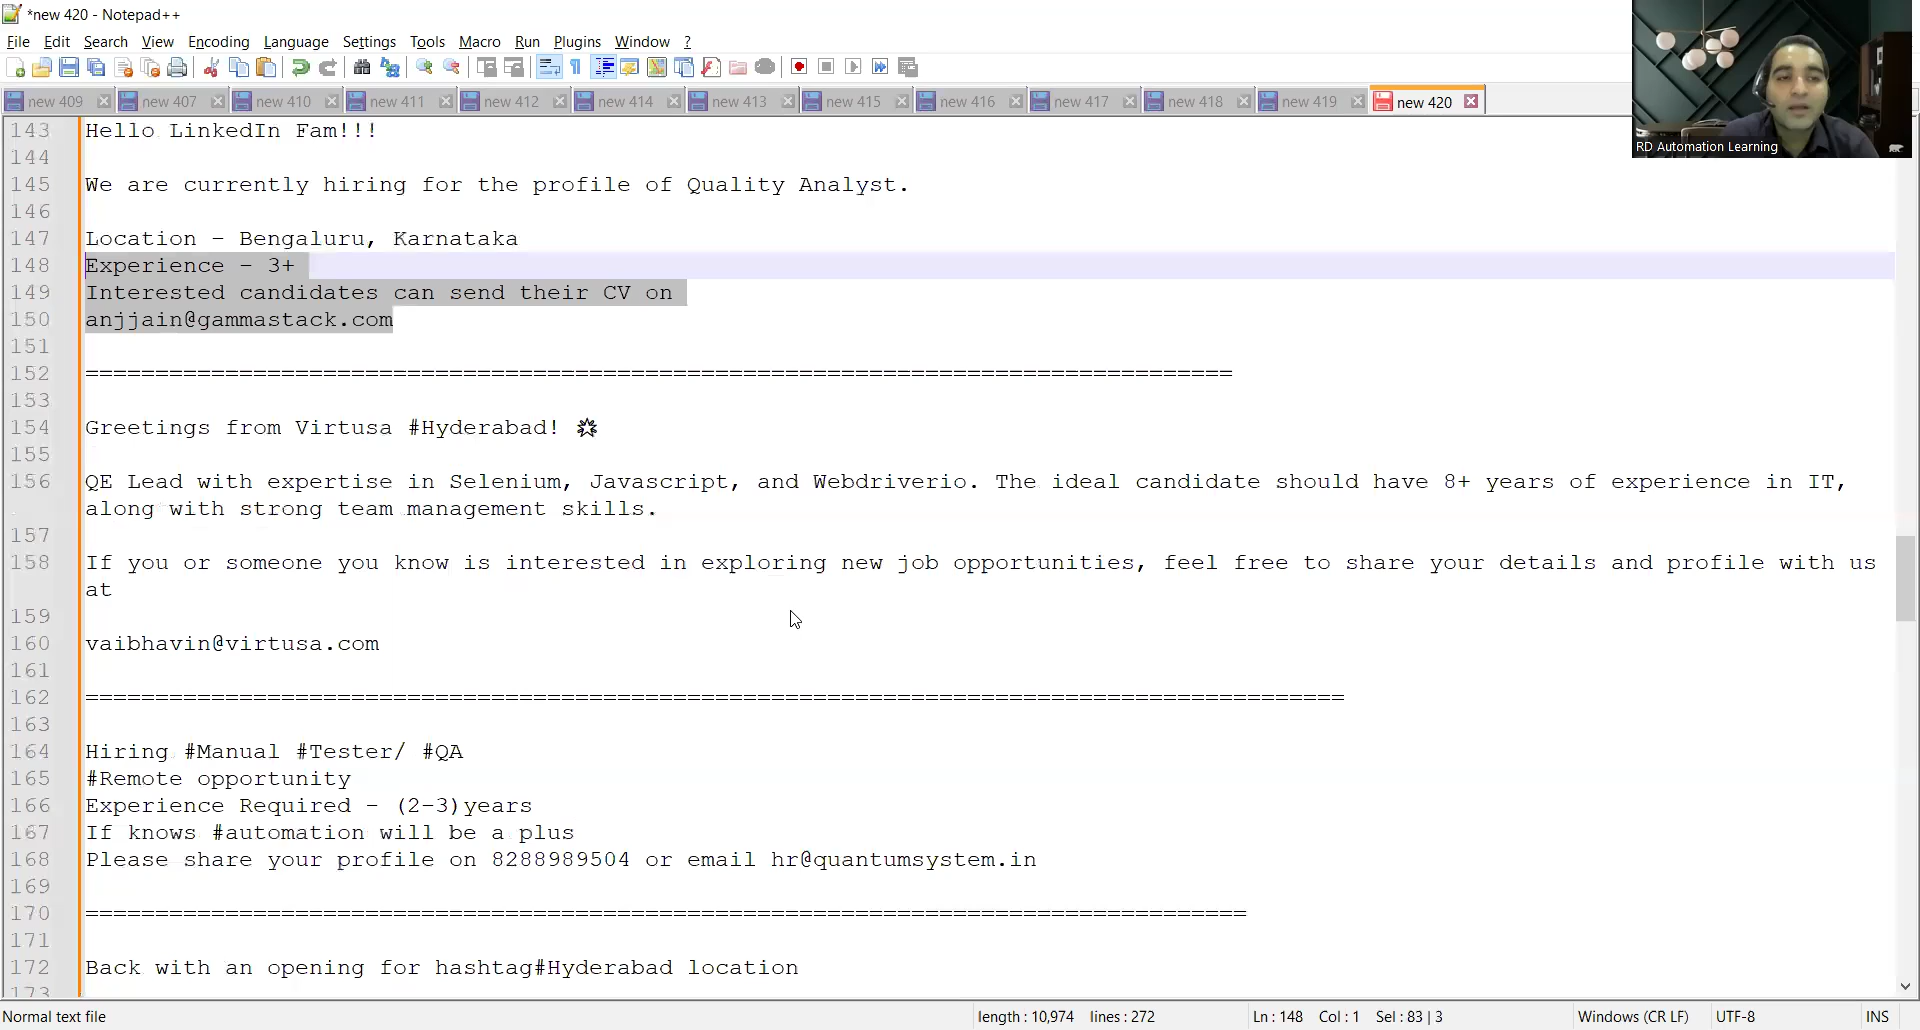 *new 420 - Notepad++
File Edit Search View Encoding Language Settings Tools Macro Run Plugins Window ?
new 409 new 407 new 410 new 411 new 412 new 414 new 413 new 415 new 416 new 417 new 418 new 419 new 420
RD Automation Learning
143 Hello LinkedIn Fam!!!
144
145 We are currently hiring for the profile of Quality Analyst.
146
147 Location - Bengaluru, Karnataka
148 Experience - 3+
149 Interested candidates can send their CV on
150 anjjain@gammastack.com
151
152 ==================================================================================
153
154 Greetings from Virtusa #Hyderabad!
155
156 QE Lead with expertise in Selenium, Javascript, and Webdriverio. The ideal candidate should have 8+ years of experience in IT,
along with strong team management skills.
157
158 If you or someone you know is interested in exploring new job opportunities, feel free to share your details and profile with us
at
159
160 vaibhavin@virtusa.com
161
162 ==========================================================================================
163
164 Hiring #Manual #Tester/ #QA
165 #Remote opportunity
166 Experience Required - (2-3)years
167 If knows #automation will be a plus
168 Please share your profile on 8288989504 or email hr@quantumsystem.in
169
170 ===================================================================================
171
172 Back with an opening for hashtag#Hyderabad location
173
Normal text file length : 10,974 lines : 272 Ln : 148 Col : 1 Sel : 83 | 3 Windows (CR LF) UTF-8 INS